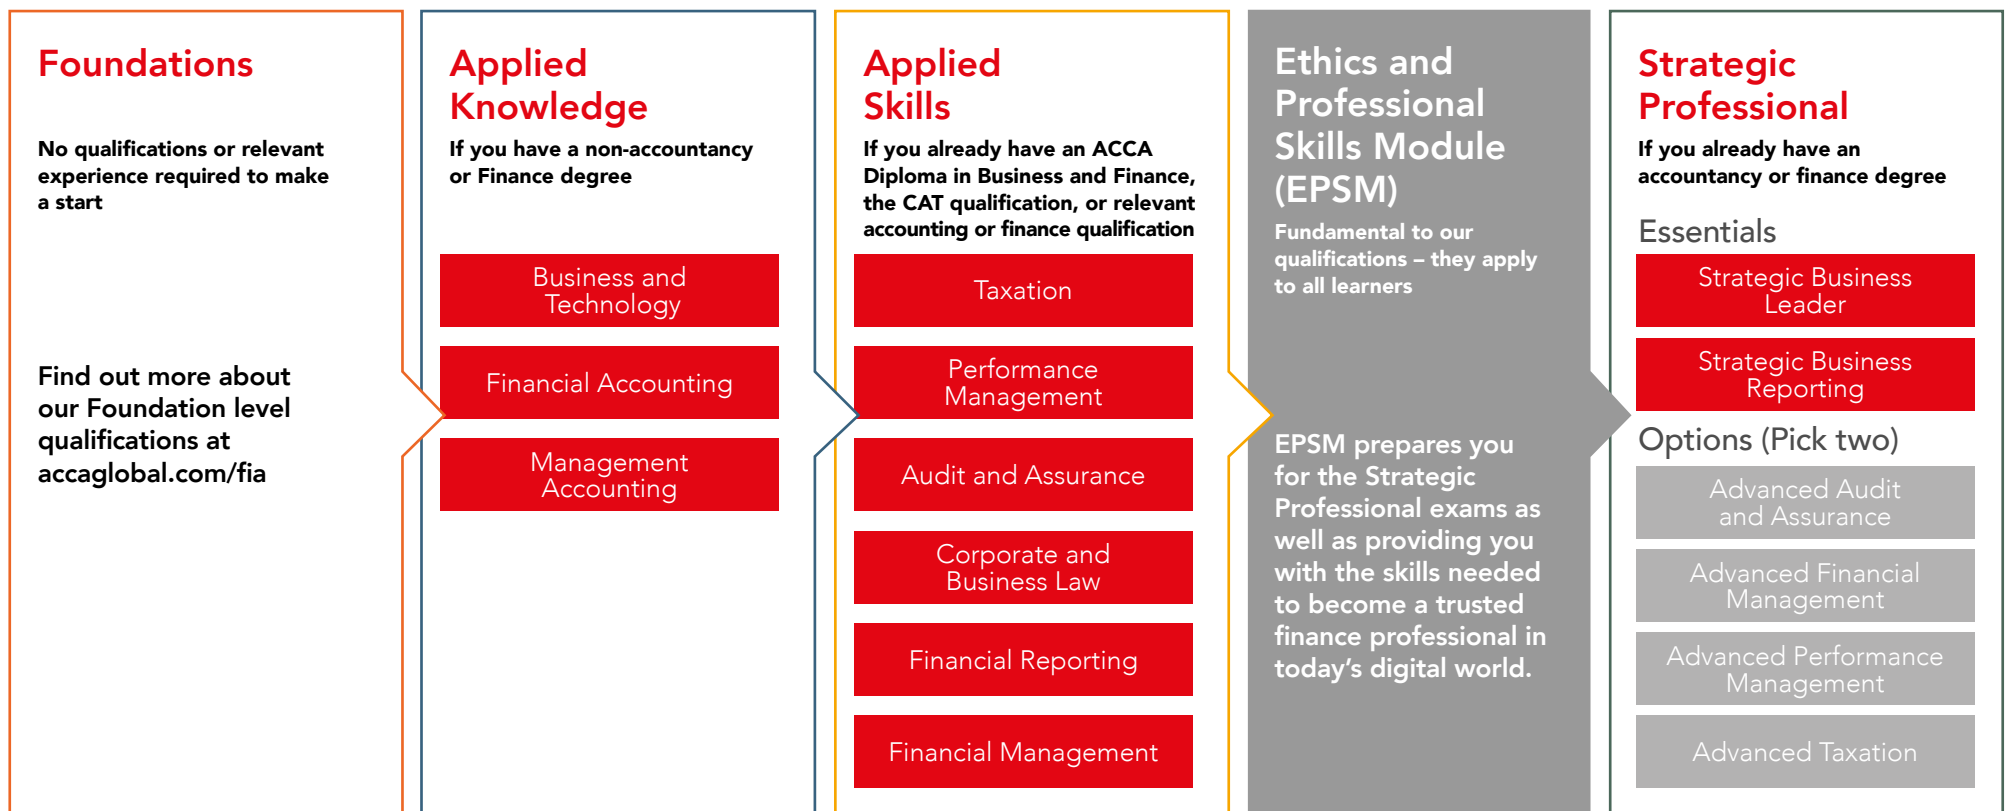 Foundations
No qualifications or relevant
experience required to make
a start
Find out more about
our Foundation level
qualifications at
accaglobal.com/fia
Applied
Knowledge
If you have a non-accountancy
or Finance degree
Business and
Technology
Financial Accounting
Management
Accounting
Applied
Skills
If you already have an ACCA
Diploma in Business and Finance,
the CAT qualification, or relevant
accounting or finance qualification
Taxation
Performance
Management
Audit and Assurance
Corporate and
Business Law
Financial Reporting
Financial Management
Ethics and
Professional
Skills Module
(EPSM)
Fundamental to our
qualifications – they apply
to all learners
EPSM prepares you
for the Strategic
Professional exams as
well as providing you
with the skills needed
to become a trusted
finance professional in
today’s digital world.
Strategic
Professional
If you already have an
accountancy or finance degree
Essentials
Strategic Business
Leader
Strategic Business
Reporting
Options (Pick two)
Advanced Audit
and Assurance
Advanced Financial
Management
Advanced Performance
Management
Advanced Taxation